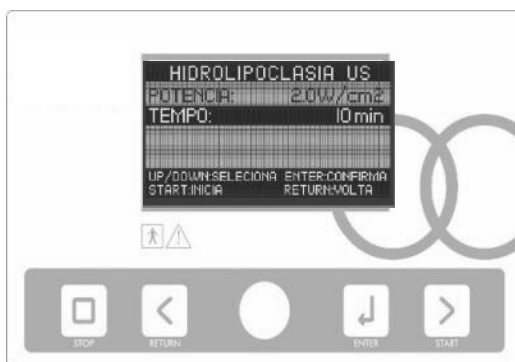 HIDROLIPOCLASIA US
POTENCIA: 2.0W/cm2
TEMPO: 10 min
UP/DOWN:SELECIONA ENTER:CONFIRMA
START:INICIA RETURN:VOLTA
STOP RETURN ENTER START